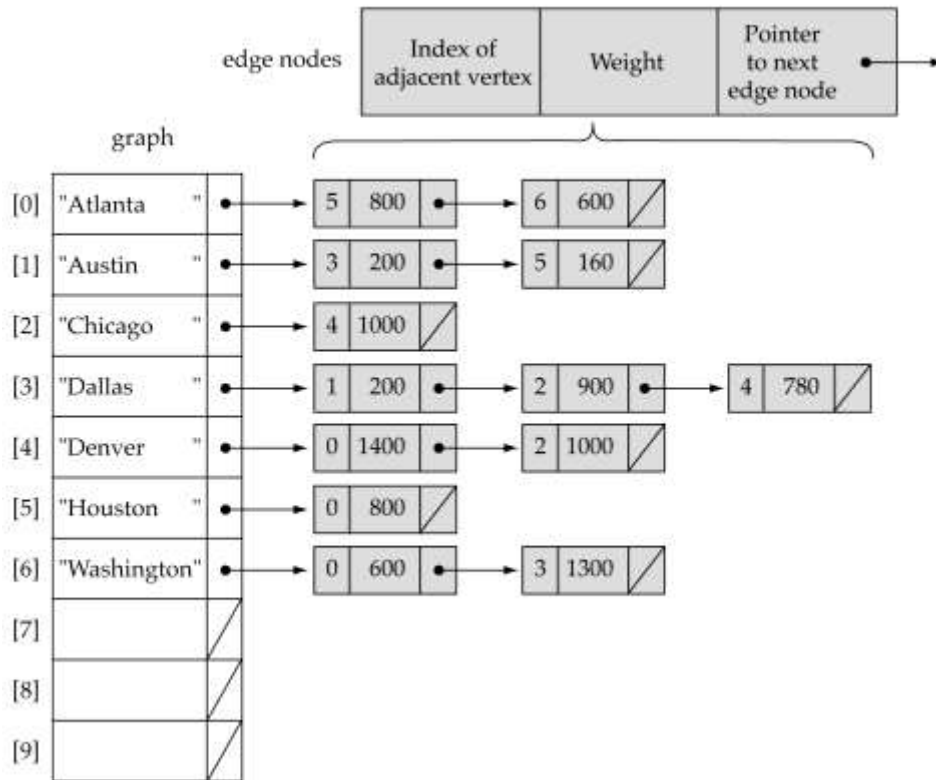 edge nodes
Index of
adjacent vertex
Weight
Pointer
to next
edge node
graph
[0] "Atlanta " 5 800 6 600
[1] "Austin " 3 200 5 160
[2] "Chicago " 4 1000
[3] "Dallas " 1 200 2 900 4 780
[4] "Denver " 0 1400 2 1000
[5] "Houston " 0 800
[6] "Washington" 0 600 3 1300
[7]
[8]
[9]